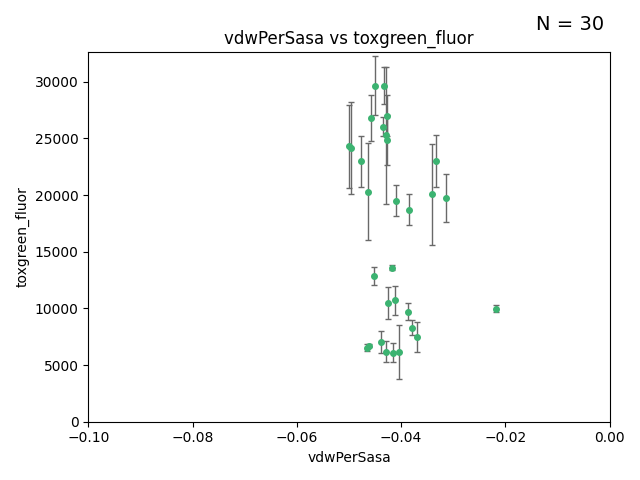 N = 30
vdwPerSasa vs toxgreen_fluor
30000
25000
20000
15000
10000
5000
0
toxgreen_fluor
−0.10 −0.08 −0.06 −0.04 −0.02 0.00
vdwPerSasa